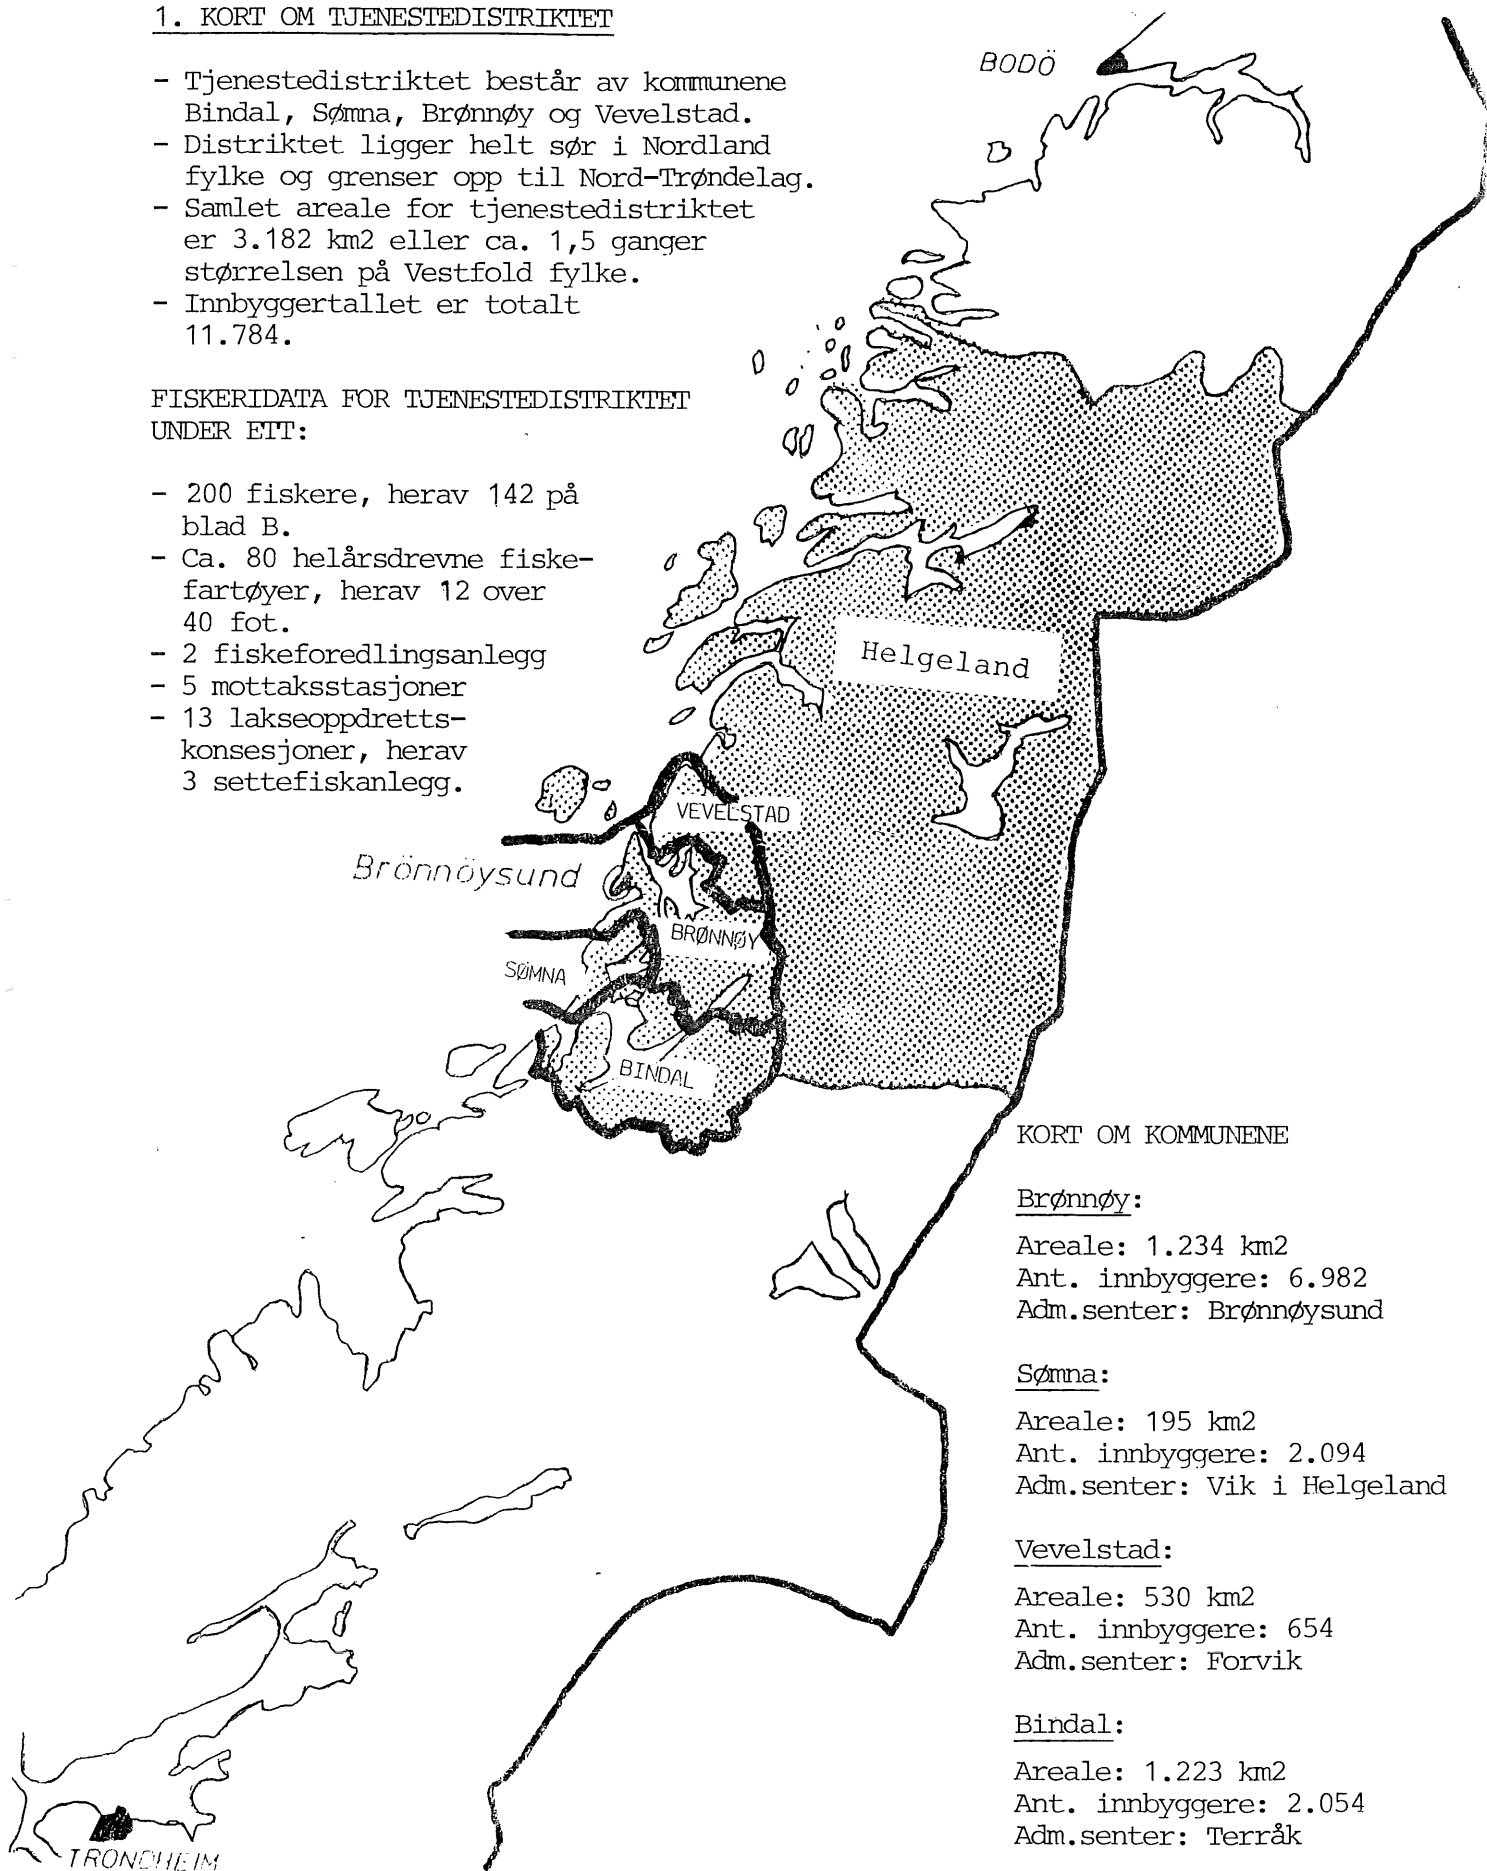 1. KORT OM TJENESTEDISTRIKTET
- Tjenestedistriktet består av kommunene
Bindal, Sømna, Brønnøy og Vevelstad.
- Distriktet ligger helt sør i Nordland
fylke og grenser opp til Nord-Trøndelag.
- Samlet areale for tjenestedistriktet
er 3.182 km2 eller ca. 1,5 ganger
størrelsen på Vestfold fylke.
- Innbyggertallet er totalt
11.784.
FISKERIDATA FOR TJENESTEDISTRIKTET
UNDER ETT:
- 200 fiskere, herav 142 på
blad B.
- Ca. 80 helårsdrevne fiske-
fartøyer, herav 12 over
40 fot.
- 2 fiskeforedlingsanlegg
- 5 mottaksstasjoner
- 13 lakseoppdretts-
konsesjoner, herav
3 settefiskanlegg.
BODÖ
Helgeland
VEVELSTAD
Brönnöysund
BRØNNØY
SØMNA
BINDAL
TRONDHEIM
KORT OM KOMMUNENE
Brønnøy:
Areale: 1.234 km2
Ant. innbyggere: 6.982
Adm.senter: Brønnøysund
Sømna:
Areale: 195 km2
Ant. innbyggere: 2.094
Adm.senter: Vik i Helgeland
Vevelstad:
Areale: 530 km2
Ant. innbyggere: 654
Adm.senter: Forvik
Bindal:
Areale: 1.223 km2
Ant. innbyggere: 2.054
Adm.senter: Terråk